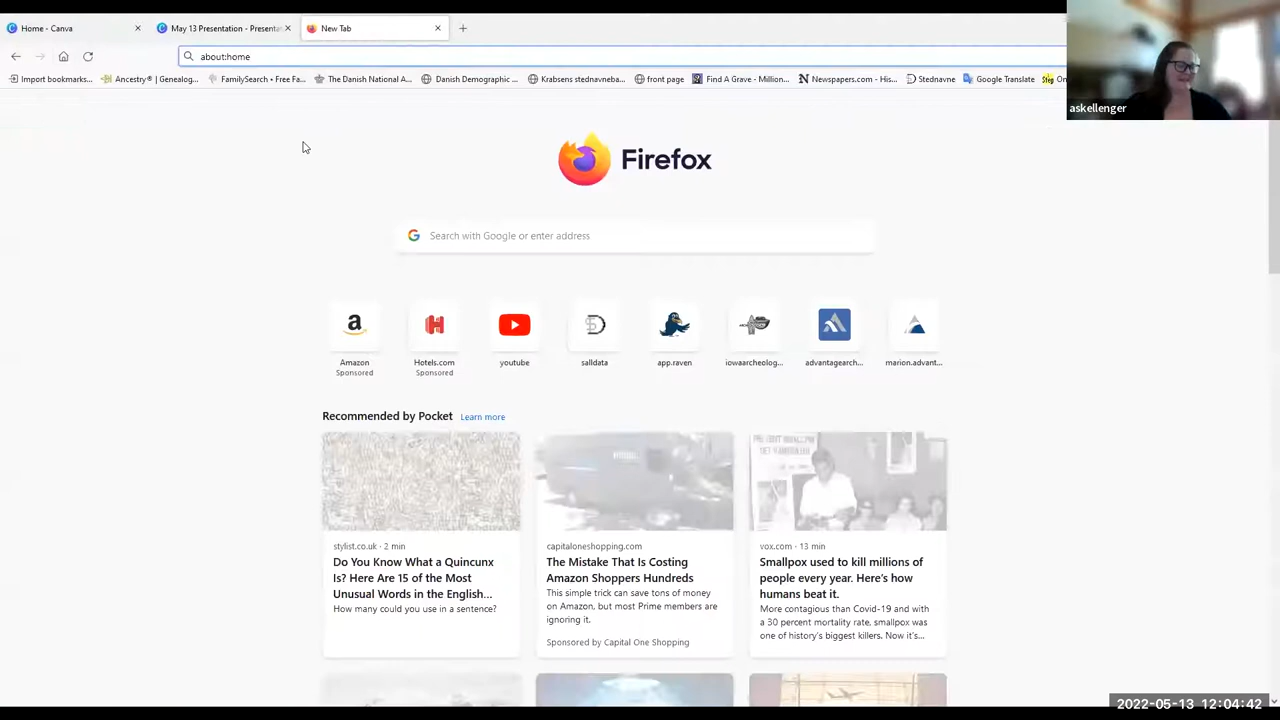 Home - Canva
May 13 Presentation - Presentat
New Tab
about:home
Import bookmarks...
Ancestry® | Genealog...
FamilySearch • Free Fa...
The Danish National A...
Danish Demographic ...
Krabsens stednavneba...
front page
Find A Grave - Million...
Newspapers.com - His...
Stednavne
Google Translate
Step On
askellenger
Firefox
Search with Google or enter address
Amazon
Sponsored
Hotels.com
Sponsored
youtube
salldata
app.raven
iowaarcheolog...
advantagearch...
marion.advant...
Recommended by Pocket Learn more
stylist.co.uk · 2 min
Do You Know What a Quincunx
Is? Here Are 15 of the Most
Unusual Words in the English...
How many could you use in a sentence?
capitaloneshopping.com
The Mistake That Is Costing
Amazon Shoppers Hundreds
This simple trick can save tons of money
on Amazon, but most Prime members are
ignoring it.
Sponsored by Capital One Shopping
vox.com · 13 min
Smallpox used to kill millions of
people every year. Here's how
humans beat it.
More contagious than Covid-19 and with
a 30 percent mortality rate, smallpox was
one of history's biggest killers. Now it's...
2022-05-13 12:04:42